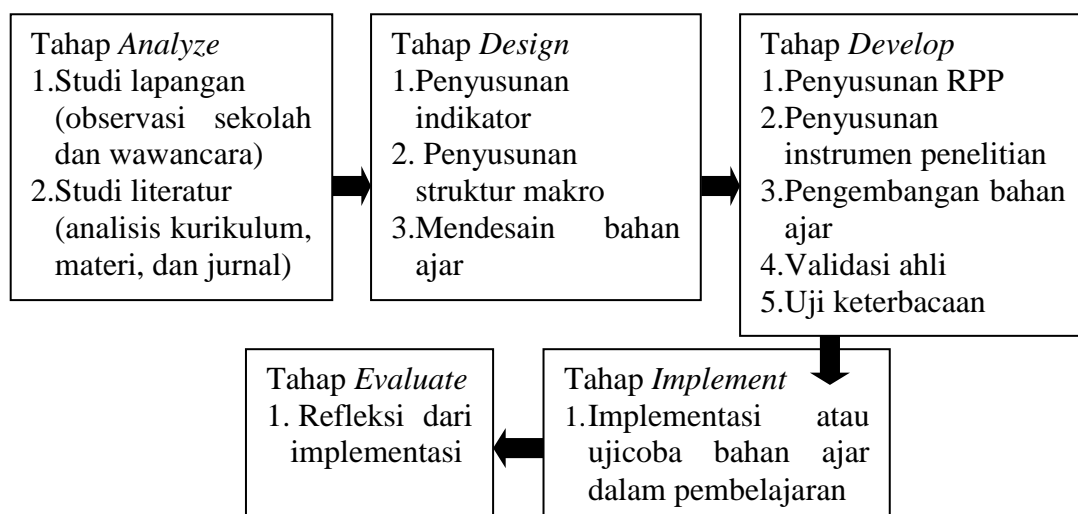 Tahap Analyze
1.Studi lapangan
(observasi sekolah
dan wawancara)
2.Studi literatur
(analisis kurikulum,
materi, dan jurnal)
Tahap Design
1.Penyusunan
indikator
2. Penyusunan
struktur makro
3.Mendesain bahan
ajar
Tahap Develop
1.Penyusunan RPP
2.Penyusunan
instrumen penelitian
3.Pengembangan bahan
ajar
4.Validasi ahli
5.Uji keterbacaan
Tahap Implement
1.Implementasi atau
ujicoba bahan ajar
dalam pembelajaran
Tahap Evaluate
1. Refleksi dari
implementasi